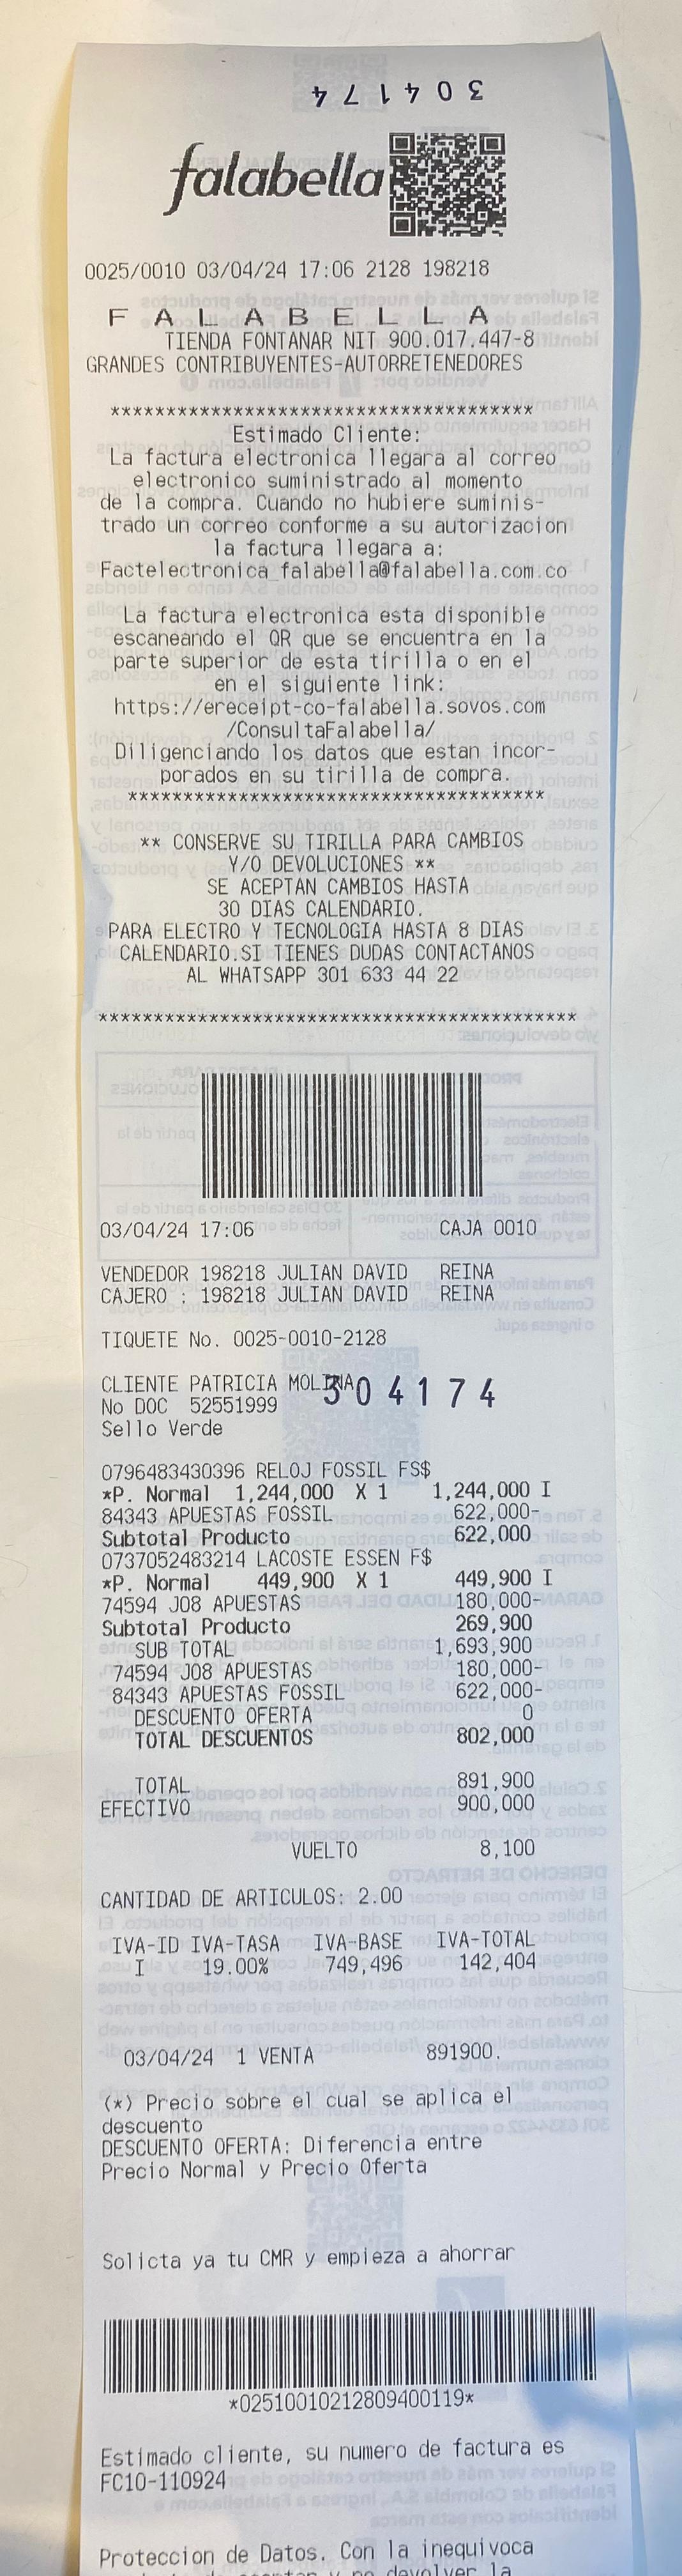 304174
falabella
0025/0010 03/04/24 17:06 2128 198218
F A L A B E L L A
TIENDA FONTANAR NIT 900.017.447-8
GRANDES CONTRIBUYENTES-AUTORRETENEDORES
**************************************
Estimado Cliente:
La factura electronica llegara al correo
electronico suministrado al momento
de la compra. Cuando no hubiere suminis-
trado un correo conforme a su autorizacion
la factura llegara a:
Factelectronica_falabella@falabella.com.co
La factura electronica esta disponible
escaneando el QR que se encuentra en la
parte superior de esta tirilla o en el
en el siguiente link:
https://ereceipt-co-falabella.sovos.com
/ConsultaFalabella/
Diligenciando los datos que estan incor-
porados en su tirilla de compra.
**************************************
** CONSERVE SU TIRILLA PARA CAMBIOS
Y/O DEVOLUCIONES **
SE ACEPTAN CAMBIOS HASTA
30 DIAS CALENDARIO.
PARA ELECTRO Y TECNOLOGIA HASTA 8 DIAS
CALENDARIO.SI TIENES DUDAS CONTACTANOS
AL WHATSAPP 301 633 44 22
********************************************
03/04/24 17:06 CAJA 0010
VENDEDOR 198218 JULIAN DAVID REINA
CAJERO : 198218 JULIAN DAVID REINA
TIQUETE No. 0025-0010-2128
CLIENTE PATRICIA MOLINA
304174
No DOC 52551999
Sello Verde
0796483430396 RELOJ FOSSIL FS$
*P. Normal 1,244,000 X 1 1,244,000 I
84343 APUESTAS FOSSIL 622,000-
Subtotal Producto 622,000
0737052483214 LACOSTE ESSEN F$
*P. Normal 449,900 X 1 449,900 I
74594 J08 APUESTAS 180,000-
Subtotal Producto 269,900
SUB TOTAL 1,693,900
74594 J08 APUESTAS 180,000-
84343 APUESTAS FOSSIL 622,000-
DESCUENTO OFERTA 0
TOTAL DESCUENTOS 802,000
TOTAL 891,900
EFECTIVO 900,000
VUELTO 8,100
CANTIDAD DE ARTICULOS: 2.00
IVA-ID IVA-TASA IVA-BASE IVA-TOTAL
I 19.00% 749,496 142,404
03/04/24 1 VENTA 891900.
(*) Precio sobre el cual se aplica el
descuento
DESCUENTO OFERTA: Diferencia entre
Precio Normal y Precio Oferta
Solicta ya tu CMR y empieza a ahorrar
*02510010212809400119*
Estimado cliente, su numero de factura es
FC10-110924
Proteccion de Datos. Con la inequivoca